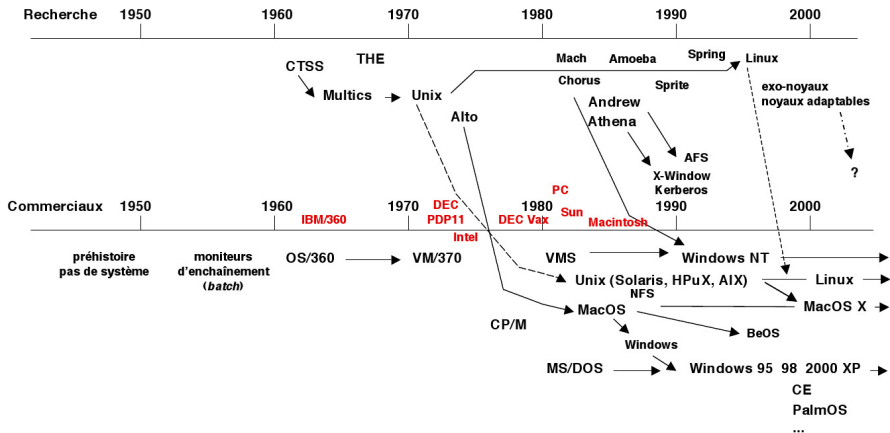 Recherche 1950 1960 1970 1980 1990 2000
CTSS THE Mach Amoeba Spring Linux
Multics Unix Chorus Sprite exo-noyaux
noyaux adaptables
Alto Andrew
Athena
AFS
X-Window
Kerberos
?
Commerciaux 1950 1960 1970 1980 1990 2000
IBM/360 DEC
PDP11 DEC Vax PC
Sun Macintosh
Intel
préhistoire
pas de système
moniteurs
d'enchaînement
(batch)
OS/360 VM/370 VMS Windows NT
Unix (Solaris, HPuX, AIX) Linux
NFS
MacOS MacOS X
CP/M BeOS
Windows
MS/DOS Windows 95 98 2000 XP
CE
PalmOS
...